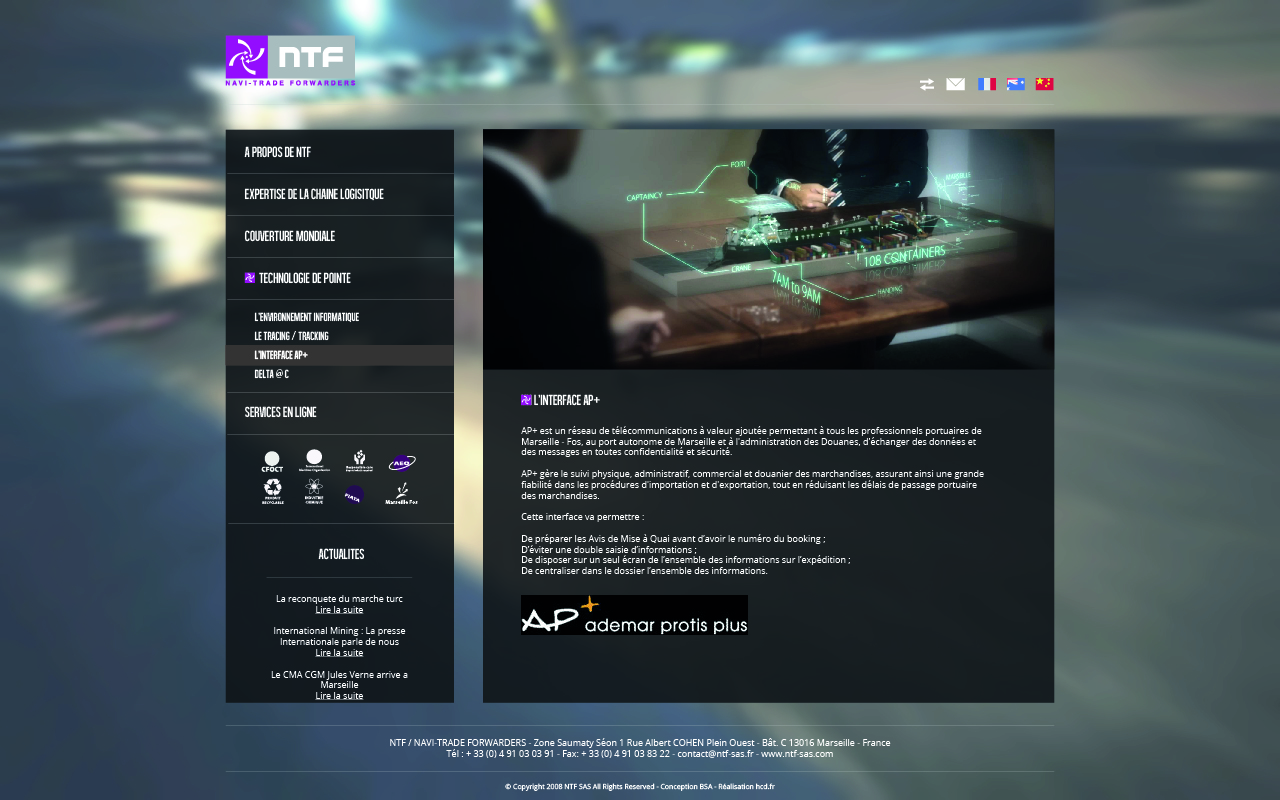 NTF
NAVI-TRADE FORWARDERS
A PROPOS DE NTF
EXPERTISE DE LA CHAINE LOGISITQUE
COUVERTURE MONDIALE
TECHNOLOGIE DE POINTE
L'ENVIRONNEMENT INFORMATIQUE
LE TRACING / TRACKING
L'INTERFACE AP+
DELTA @ C
SERVICES EN LIGNE
CFOCT
AEO
PRODUIT
RECYCLABLE
INDUSTRIE
CHIMIQUE
FIATA
Marseille Fos
ACTUALITES
La reconquete du marche turc
Lire la suite
International Mining : La presse
Internationale parle de nous
Lire la suite
Le CMA CGM Jules Verne arrive a
Marseille
Lire la suite
CAPTAINCY
FOR1
MARSEILLE
CRANE
7AM to 9AM
108 CONTAINERS
HANDING
L'INTERFACE AP+
AP+ est un réseau de télécommunications à valeur ajoutée permettant à tous les professionnels portuaires de
Marseille - Fos, au port autonome de Marseille et à l'administration des Douanes, d'échanger des données et
des messages en toutes confidentialité et sécurité.
AP+ gère le suivi physique, administratif, commercial et douanier des marchandises, assurant ainsi une grande
fiabilité dans les procédures d'importation et d'exportation, tout en réduisant les délais de passage portuaire
des marchandises.
Cette interface va permettre :
De préparer les Avis de Mise à Quai avant d’avoir le numéro du booking ;
D’éviter une double saisie d’informations ;
De disposer sur un seul écran de l’ensemble des informations sur l’expédition ;
De centraliser dans le dossier l’ensemble des informations.
AP+ ademar protis plus
NTF / NAVI-TRADE FORWARDERS - Zone Saumaty Séon 1 Rue Albert COHEN Plein Ouest - Bât. C 13016 Marseille - France
Tél : + 33 (0) 4 91 03 03 91 - Fax: + 33 (0) 4 91 03 83 22 - contact@ntf-sas.fr - www.ntf-sas.com
© Copyright 2008 NTF SAS All Rights Reserved - Conception BSA - Réalisation hcd.fr